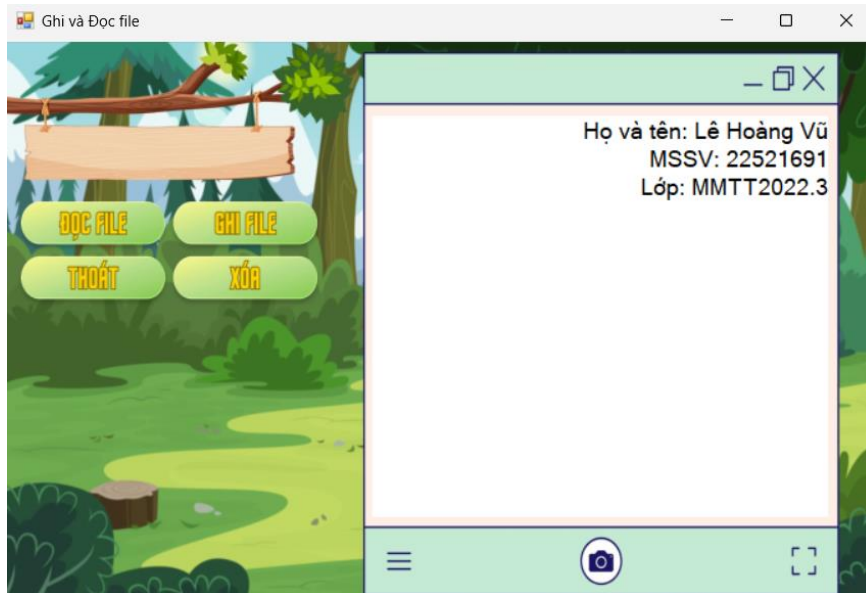 Ghi và Đọc file
Họ và tên: Lê Hoàng Vũ
MSSV: 22521691
Lớp: MMTT2022.3
ĐỌC FILE
GHI FILE
THOÁT
XÓA